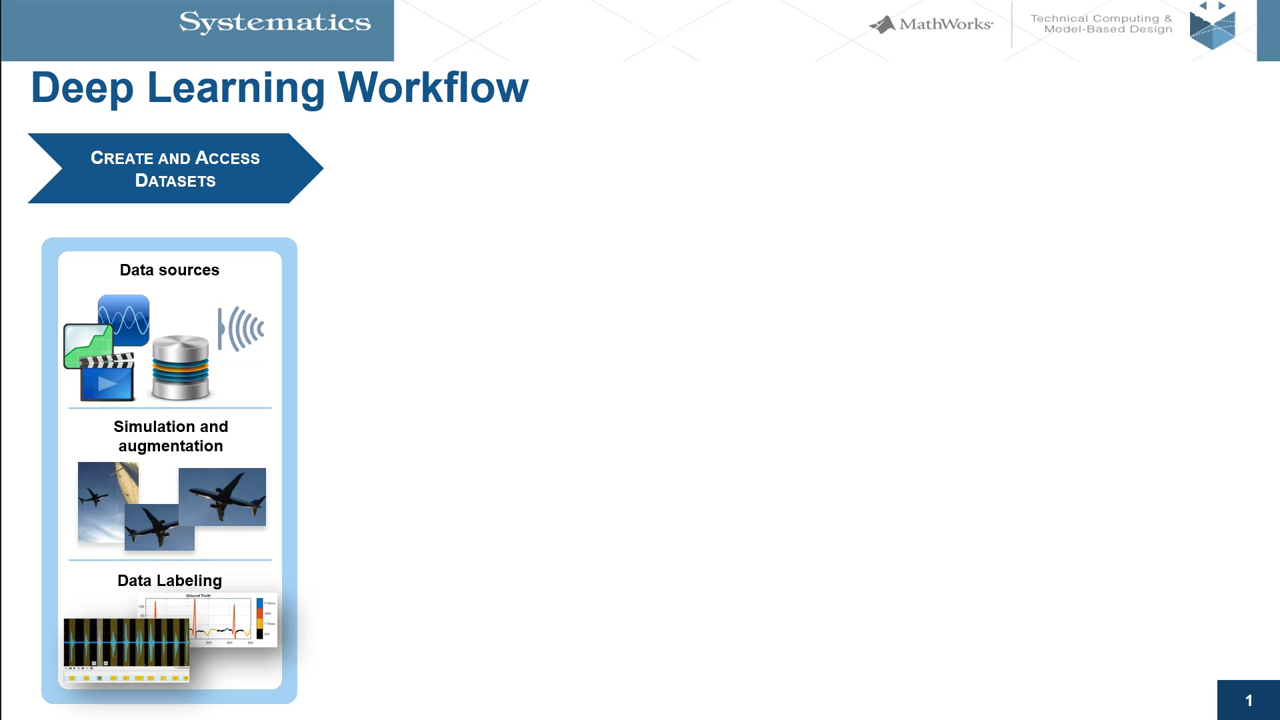 Systematics
MathWorks
Technical Computing &
Model-Based Design
Deep Learning Workflow
CREATE AND ACCESS
DATASETS
Data sources
Simulation and
augmentation
Data Labeling
Ground Truth
1